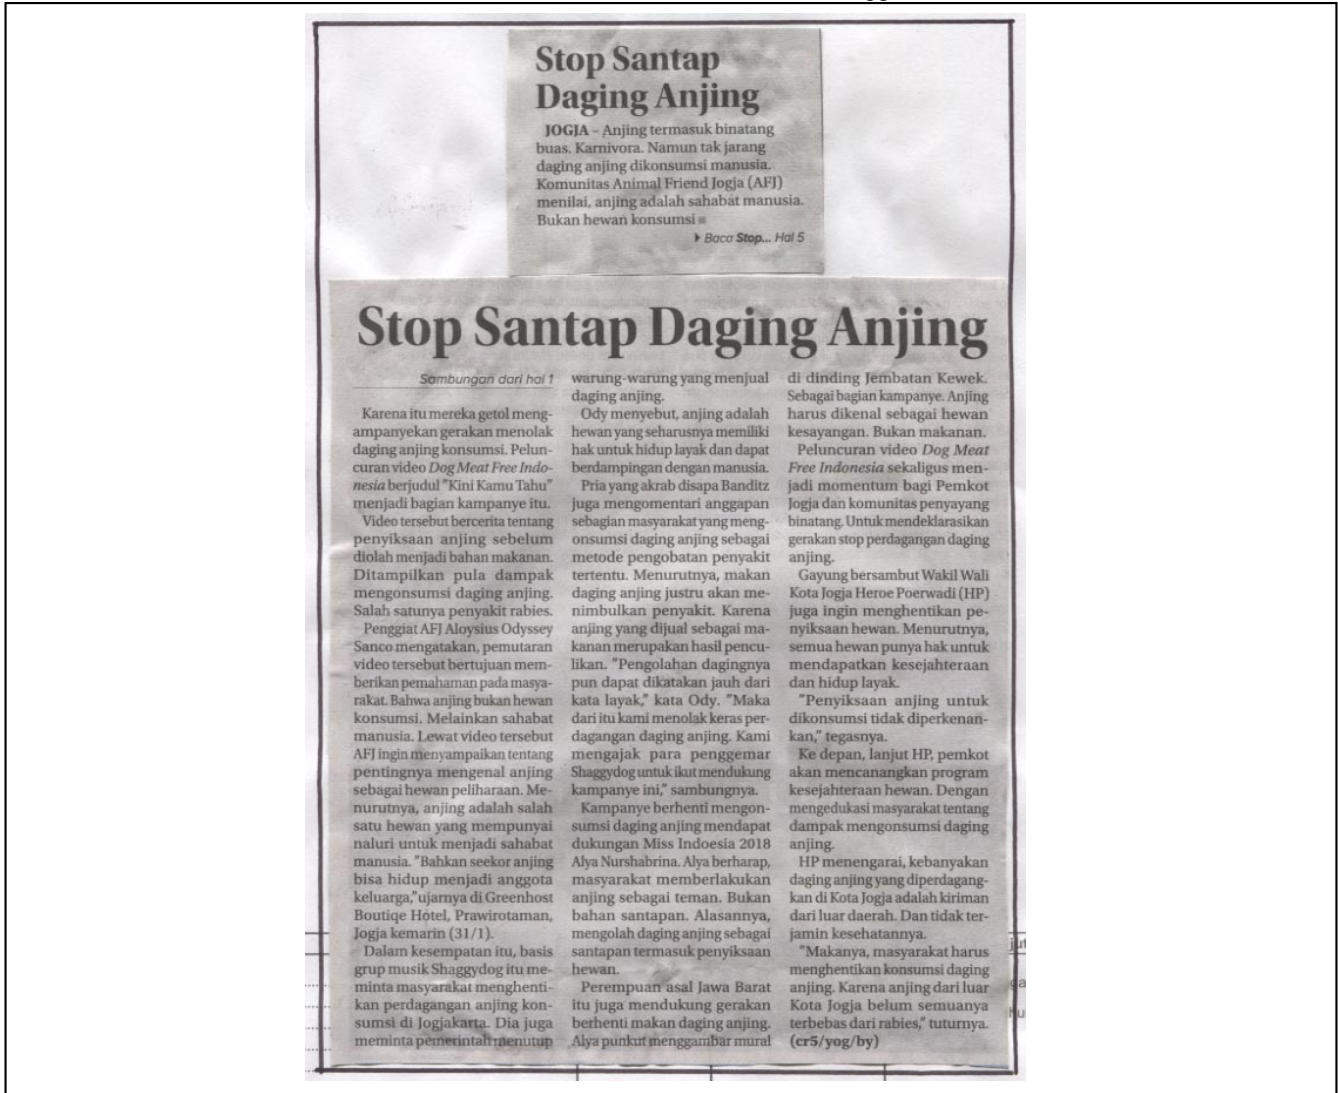 Stop Santap
Daging Anjing
JOGJA – Anjing termasuk binatang
buas. Karnivora. Namun tak jarang
daging anjing dikonsumsi manusia.
Komunitas Animal Friend Jogja (AFJ)
menilai, anjing adalah sahabat manusia.
Bukan hewan konsumsi
Baca Stop... Hal 5
Stop Santap Daging Anjing
Sambungan dari hal 1
Karena itu mereka getol meng-
ampanyekan gerakan menolak
daging anjing konsumsi. Pelun-
curan video Dog Meat Free Indo-
nesia berjudul "Kini Kamu Tahu"
menjadi bagian kampanye itu.
Video tersebut bercerita tentang
penyiksaan anjing sebelum
diolah menjadi bahan makanan.
Ditampilkan pula dampak
mengonsumsi daging anjing.
Salah satunya penyakit rabies.
Penggiat AFJ Aloysius Odyssey
Sanco mengatakan, pemutaran
video tersebut bertujuan mem-
berikan pemahaman pada masya-
rakat. Bahwa anjing bukan hewan
konsumsi. Melainkan sahabat
manusia. Lewat video tersebut
AFJ ingin menyampaikan tentang
pentingnya mengenal anjing
sebagai hewan peliharaan. Me-
nurutnya, anjing adalah salah
satu hewan yang mempunyai
naluri untuk menjadi sahabat
manusia. "Bahkan seekor anjing
bisa hidup menjadi anggota
keluarga,"ujarnya di Greenhost
Boutiqe Hotel, Prawirotaman,
Jogja kemarin (31/1).
Dalam kesempatan itu, basis
grup musik Shaggydog itu me-
minta masyarakat menghenti-
kan perdagangan anjing kon-
sumsi di Jogjakarta. Dia juga
meminta pemerintah menutup
warung-warung yang menjual
daging anjing.
Ody menyebut, anjing adalah
hewan yang seharusnya memiliki
hak untuk hidup layak dan dapat
berdampingan dengan manusia.
Pria yang akrab disapa Banditz
juga mengomentari anggapan
sebagian masyarakat yang meng-
onsumsi daging anjing sebagai
metode pengobatan penyakit
tertentu. Menurutnya, makan
daging anjing justru akan me-
nimbulkan penyakit. Karena
anjing yang dijual sebagai ma-
kanan merupakan hasil pencu-
likan. "Pengolahan dagingnya
pun dapat dikatakan jauh dari
kata layak," kata Ody. "Maka
dari itu kami menolak keras per-
dagangan daging anjing. Kami
mengajak para penggemar
Shaggydog untuk ikut mendukung
kampanye ini," sambungnya.
Kampanye berhenti mengon-
sumsi daging anjing mendapat
dukungan Miss Indoesia 2018
Alya Nurshabrina. Alya berharap,
masyarakat memberlakukan
anjing sebagai teman. Bukan
bahan santapan. Alasannya,
mengolah daging anjing sebagai
santapan termasuk penyiksaan
hewan.
Perempuan asal Jawa Barat
itu juga mendukung gerakan
berhenti makan daging anjing.
Alya punkut menggambar mural
di dinding Jembatan Kewek.
Sebagai bagian kampanye. Anjing
harus dikenal sebagai hewan
kesayangan. Bukan makanan.
Peluncuran video Dog Meat
Free Indonesia sekaligus men-
jadi momentum bagi Pemkot
Jogja dan komunitas penyayang
binatang. Untuk mendeklarasikan
gerakan stop perdagangan daging
anjing.
Gayung bersambut Wakil Wali
Kota Jogja Heroe Poerwadi (HP)
juga ingin menghentikan pe-
nyiksaan hewan. Menurutnya,
semua hewan punya hak untuk
mendapatkan kesejahteraan
dan hidup layak.
"Penyiksaan anjing untuk
dikonsumsi tidak diperkenan-
kan," tegasnya.
Ke depan, lanjut HP, pemkot
akan mencanangkan program
kesejahteraan hewan. Dengan
mengedukasi masyarakat tentang
dampak mengonsumsi daging
anjing.
HP menengarai, kebanyakan
daging anjing yang diperdagang-
kan di Kota Jogja adalah kiriman
dari luar daerah. Dan tidak ter-
jamin kesehatannya.
"Makanya, masyarakat harus
menghentikan konsumsi daging
anjing. Karena anjing dari luar
Kota Jogja belum semuanya
terbebas dari rabies," tuturnya.
(cr5/yog/by)